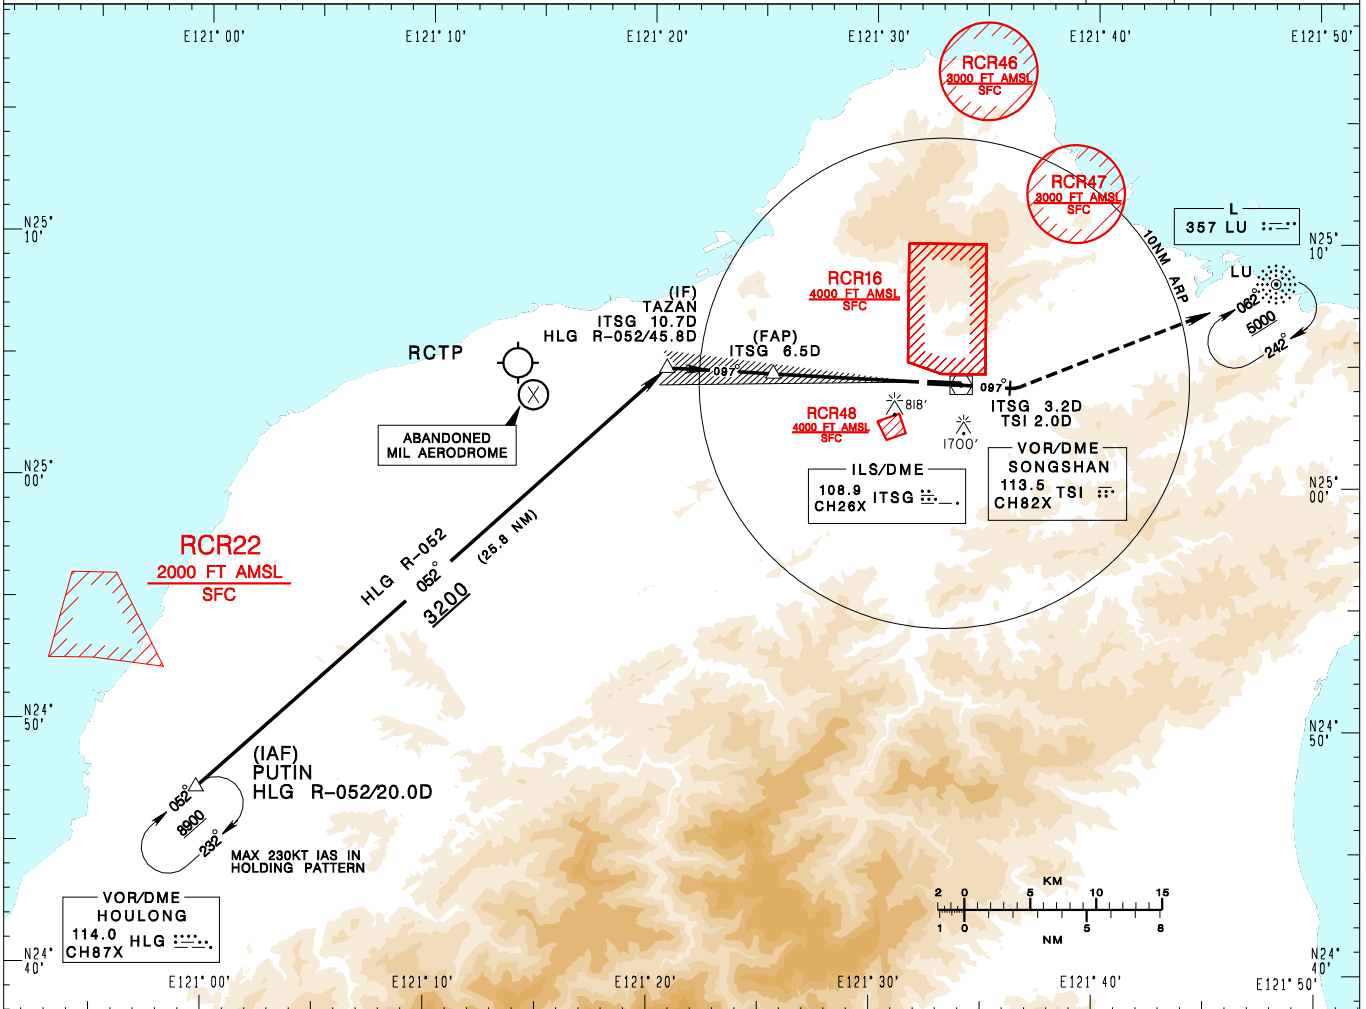 E121° 00'
E121° 10'
E121° 20'
E121° 30'
E121° 40'
E121° 50'
RCR46
3000 FT AMSL
SFC
RCR47
3000 FT AMSL
SFC
N25°
10'
N25°
10'
10NM ARP
L
357 LU
LU
062°
5000
242°
RCR16
4000 FT AMSL
SFC
(IF)
TAZAN
ITSG 10.7D
HLG R-052/45.8D
(FAP)
ITSG 6.5D
RCTP
097°
097°
ITSG 3.2D
TSI 2.0D
818'
1700'
RCR48
4000 FT AMSL
SFC
ABANDONED
MIL AERODROME
VOR/DME
SONGSHAN
113.5
CH82X
TSI
ILS/DME
108.9
CH26X
ITSG
N25°
00'
N25°
00'
RCR22
2000 FT AMSL
SFC
HLG R-052
052°
3200
(25.8 NM)
N24°
50'
N24°
50'
(IAF)
PUTIN
HLG R-052/20.0D
052°
8900
232°
MAX 230KT IAS IN
HOLDING PATTERN
VOR/DME
HOULONG
114.0
CH87X
HLG
KM
2 0 5 10 15
1 0 5 8
NM
N24°
40'
N24°
40'
E121° 00'
E121° 10'
E121° 20'
E121° 30'
E121° 40'
E121° 50'